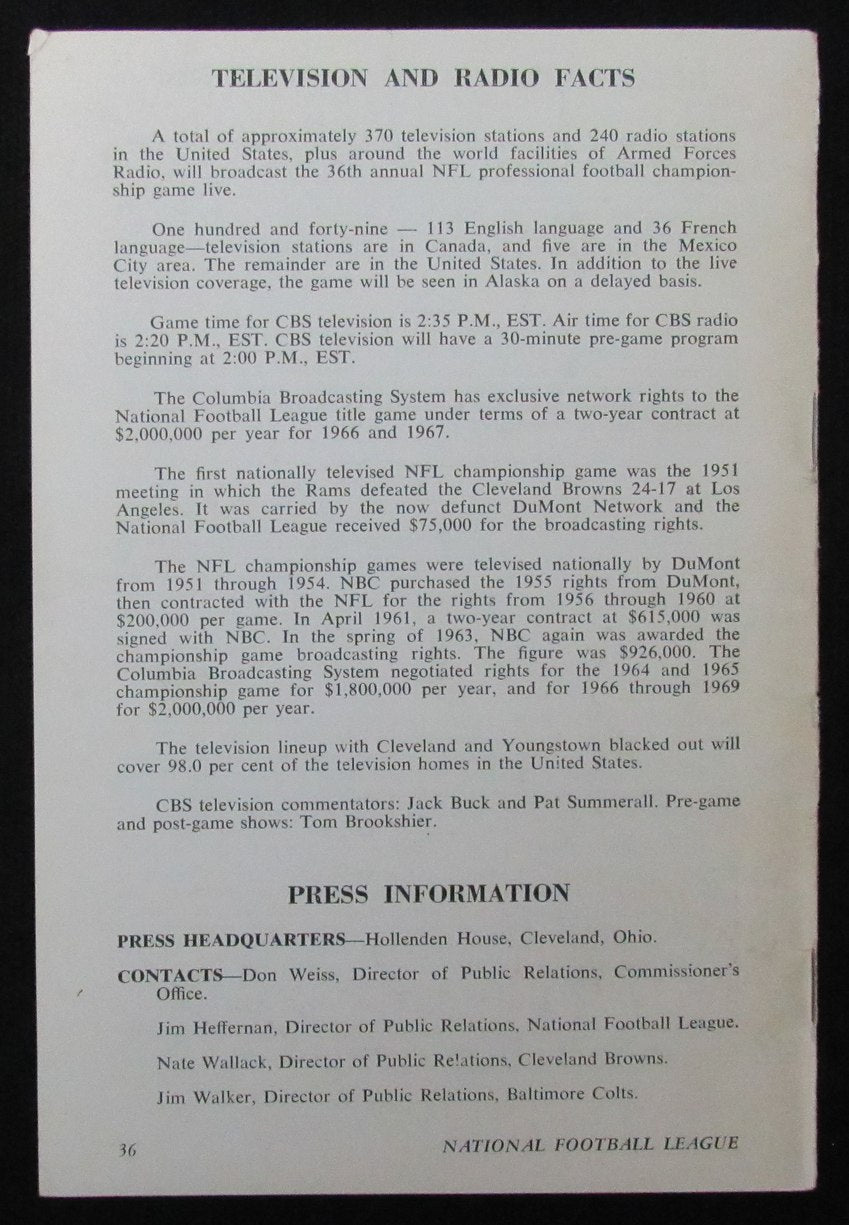 TELEVISION AND RADIO FACTS
A total of approximately 370 television stations and 240 radio stations
in the United States, plus around the world facilities of Armed Forces
Radio, will broadcast the 36th annual NFL professional football champion-
ship game live.
One hundred and forty-nine — 113 English language and 36 French
language—television stations are in Canada, and five are in the Mexico
City area. The remainder are in the United States. In addition to the live
television coverage, the game will be seen in Alaska on a delayed basis.
Game time for CBS television is 2:35 P.M., EST. Air time for CBS radio
is 2:20 P.M., EST. CBS television will have a 30-minute pre-game program
beginning at 2:00 P.M., EST.
The Columbia Broadcasting System has exclusive network rights to the
National Football League title game under terms of a two-year contract at
$2,000,000 per year for 1966 and 1967.
The first nationally televised NFL championship game was the 1951
meeting in which the Rams defeated the Cleveland Browns 24-17 at Los
Angeles. It was carried by the now defunct DuMont Network and the
National Football League received $75,000 for the broadcasting rights.
The NFL championship games were televised nationally by DuMont
from 1951 through 1954. NBC purchased the 1955 rights from DuMont,
then contracted with the NFL for the rights from 1956 through 1960 at
$200,000 per game. In April 1961, a two-year contract at $615,000 was
signed with NBC. In the spring of 1963, NBC again was awarded the
championship game broadcasting rights. The figure was $926,000. The
Columbia Broadcasting System negotiated rights for the 1964 and 1965
championship game for $1,800,000 per year, and for 1966 through 1969
for $2,000,000 per year.
The television lineup with Cleveland and Youngstown blacked out will
cover 98.0 per cent of the television homes in the United States.
CBS television commentators: Jack Buck and Pat Summerall. Pre-game
and post-game shows: Tom Brookshier.
PRESS INFORMATION
PRESS HEADQUARTERS—Hollenden House, Cleveland, Ohio.
CONTACTS—Don Weiss, Director of Public Relations, Commissioner's
Office.
Jim Heffernan, Director of Public Relations, National Football League.
Nate Wallack, Director of Public Relations, Cleveland Browns.
Jim Walker, Director of Public Relations, Baltimore Colts.
36
NATIONAL FOOTBALL LEAGUE